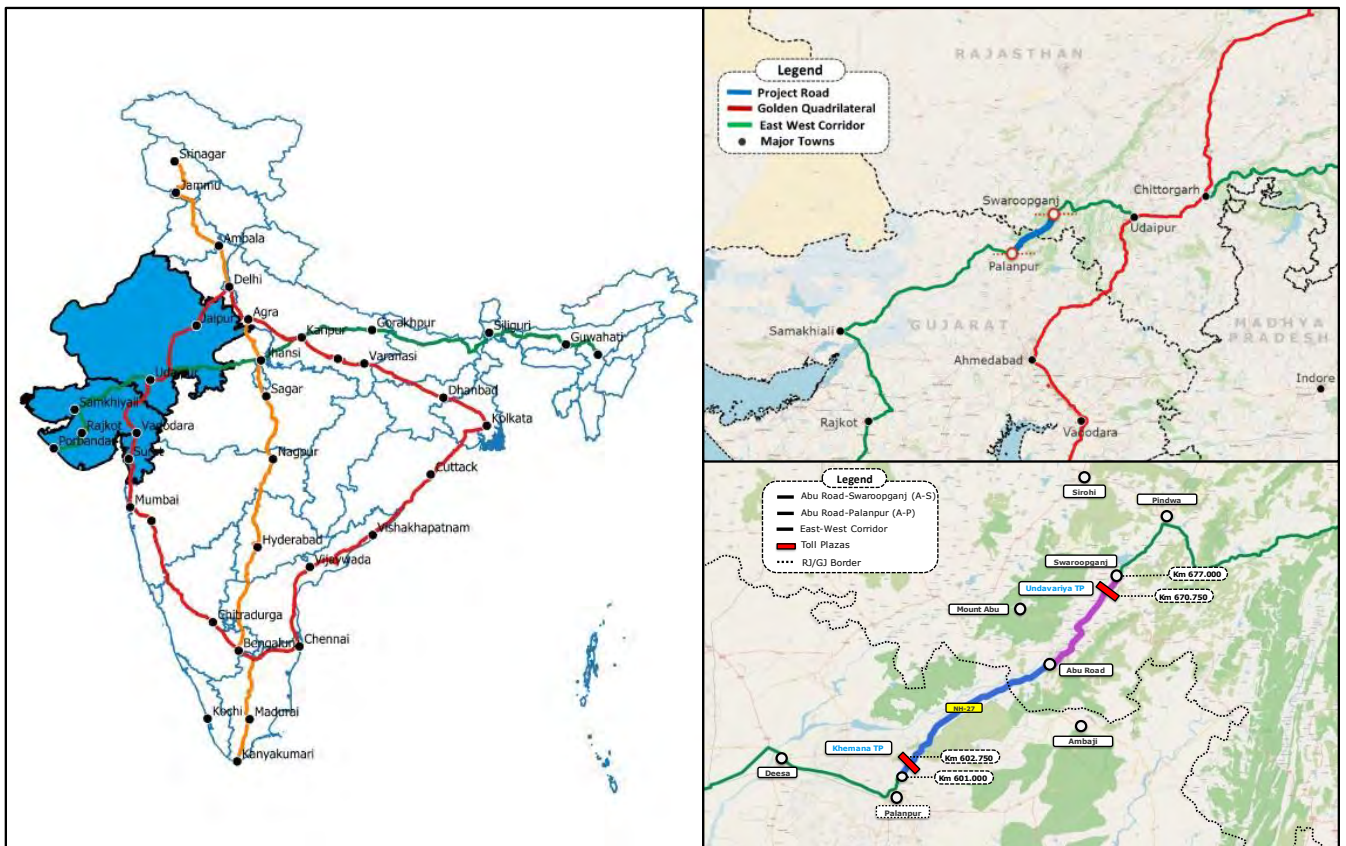 Srinagar
Jammu
Ambala
Delhi
Agra
Jaipur
Kanpur
Gorakhpur
Siliguri
Guwahati
Jhansi
Varanasi
Udaipur
Sagar
Dhanbad
Samkhiyali
Kolkata
Rajkot
Vadodara
Porbandar
Surat
Nagpur
Cuttack
Mumbai
Vishakhapatnam
Hyderabad
Vijaywada
Chitradurga
Chennai
Bengaluru
Kochi
Madurai
Kanyakumari
RAJASTHAN
Legend
Project Road
Golden Quadrilateral
East West Corridor
Major Towns
Chittorgarh
Swaroopganj
Udaipur
Palanpur
Samakhiali
GUJARAT
MADHYA
PRADESH
Ahmedabad
Indore
Rajkot
Vadodara
Legend
Abu Road-Swaroopganj (A-S)
Abu Road-Palanpur (A-P)
East-West Corridor
Toll Plazas
RJ/GJ Border
Sirohi
Pindwa
Swaroopganj
Km 677.000
Undavariya TP
Km 670.750
Mount Abu
Abu Road
NH-27
Ambaji
Khemana TP
Km 602.750
Deesa
Km 601.000
Palanpur